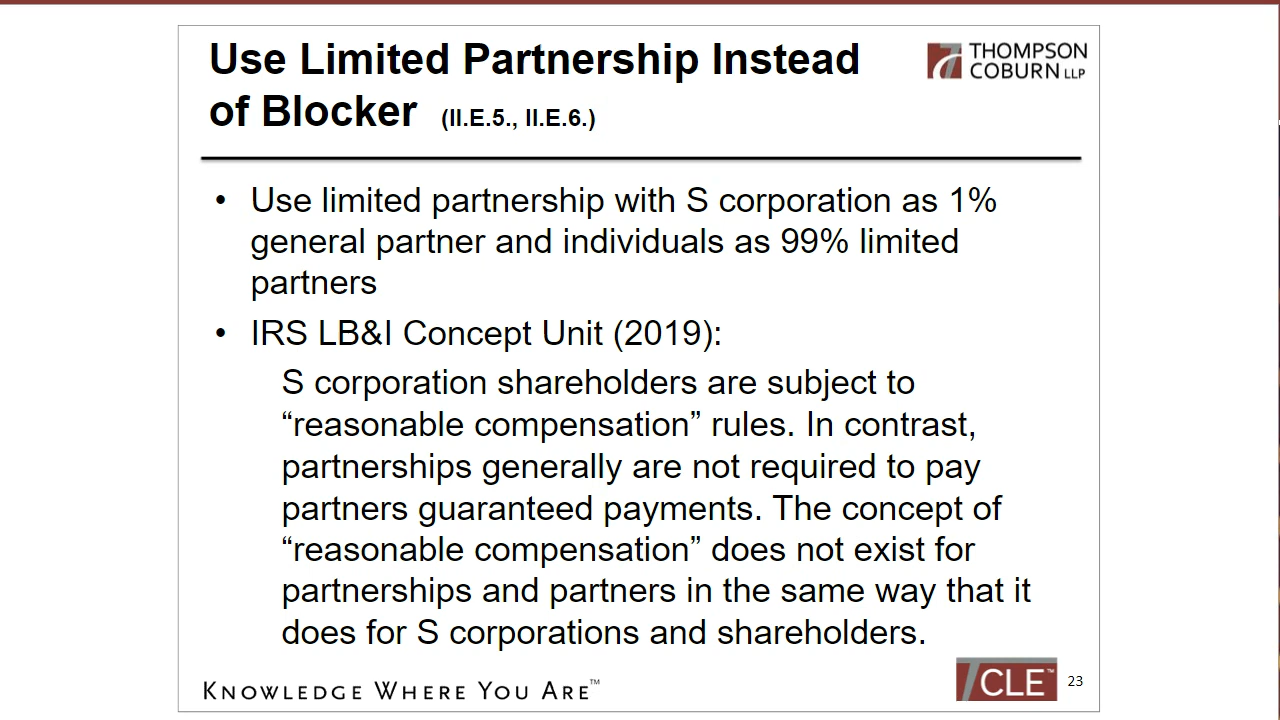 Use Limited Partnership Instead
of Blocker (II.E.5., II.E.6.)
THOMPSON
COBURN LLP
• Use limited partnership with S corporation as 1%
general partner and individuals as 99% limited
partners
• IRS LB&I Concept Unit (2019):
S corporation shareholders are subject to
“reasonable compensation” rules. In contrast,
partnerships generally are not required to pay
partners guaranteed payments. The concept of
“reasonable compensation” does not exist for
partnerships and partners in the same way that it
does for S corporations and shareholders.
KNOWLEDGE WHERE YOU ARE™
TCLE™
23